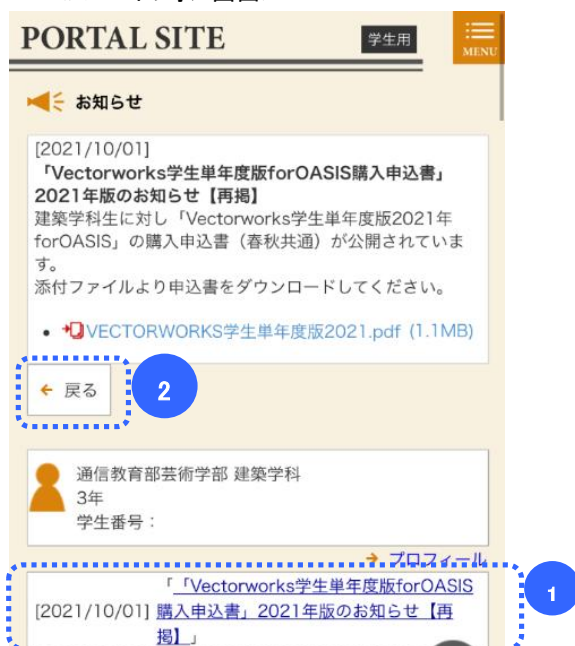 PORTAL SITE
学生用
MENU
お知らせ
[2021/10/01]
「Vectorworks学生単年度版forOASIS購入申込書」
2021年版のお知らせ【再掲】
建築学科生に対し「Vectorworks学生単年度版2021年
forOASIS」の購入申込書（春秋共通）が公開されていま
す。
添付ファイルより申込書をダウンロードしてください。
• VECTORWORKS学生単年度版2021.pdf (1.1MB)
← 戻る
2
通信教育部芸術学部 建築学科
3年
学生番号：
→ プロフィール
1
「「Vectorworks学生単年度版forOASIS
[2021/10/01] 購入申込書」2021年版のお知らせ【再
掲】」